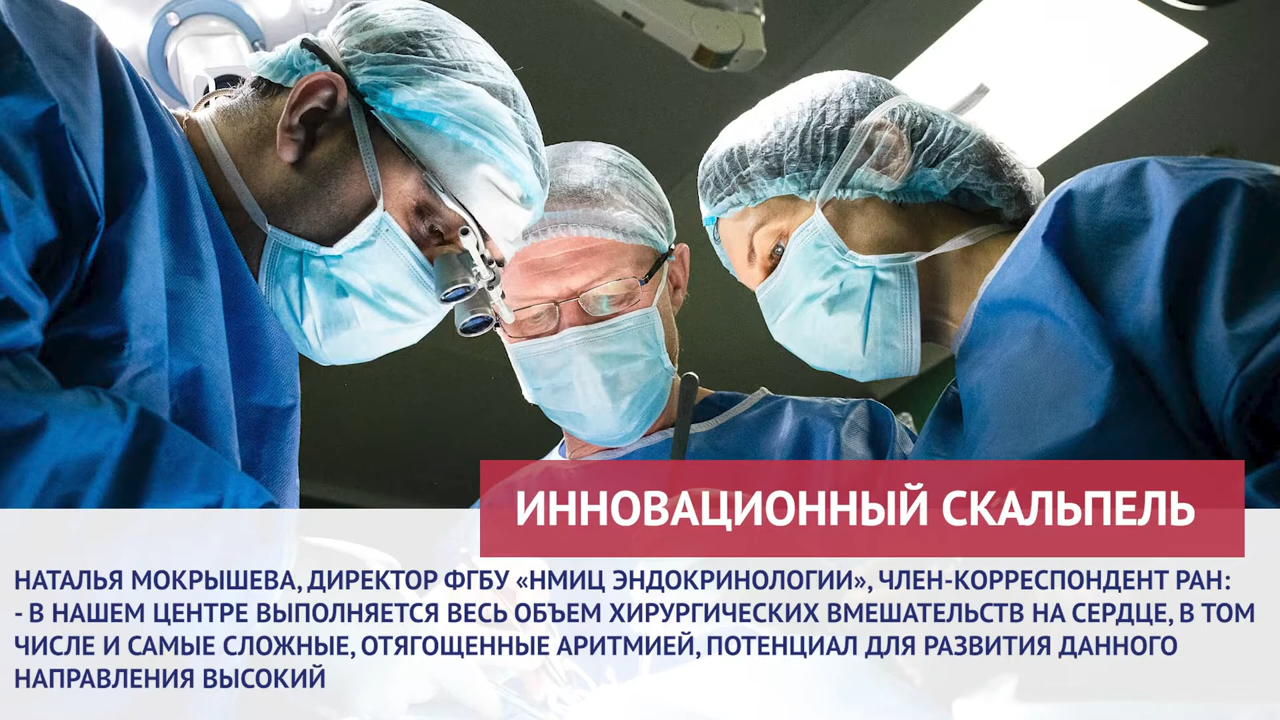 ИННОВАЦИОННЫЙ СКАЛЬПЕЛЬ
НАТАЛЬЯ МОКРЫШЕВА, ДИРЕКТОР ФГБУ «НМИЦ ЭНДОКРИНОЛОГИИ», ЧЛЕН-КОРРЕСПОНДЕНТ РАН:
- В НАШЕМ ЦЕНТРЕ ВЫПОЛНЯЕТСЯ ВЕСЬ ОБЪЕМ ХИРУРГИЧЕСКИХ ВМЕШАТЕЛЬСТВ НА СЕРДЦЕ, В ТОМ
ЧИСЛЕ И САМЫЕ СЛОЖНЫЕ, ОТЯГОЩЕННЫЕ АРИТМИЕЙ, ПОТЕНЦИАЛ ДЛЯ РАЗВИТИЯ ДАННОГО
НАПРАВЛЕНИЯ ВЫСОКИЙ